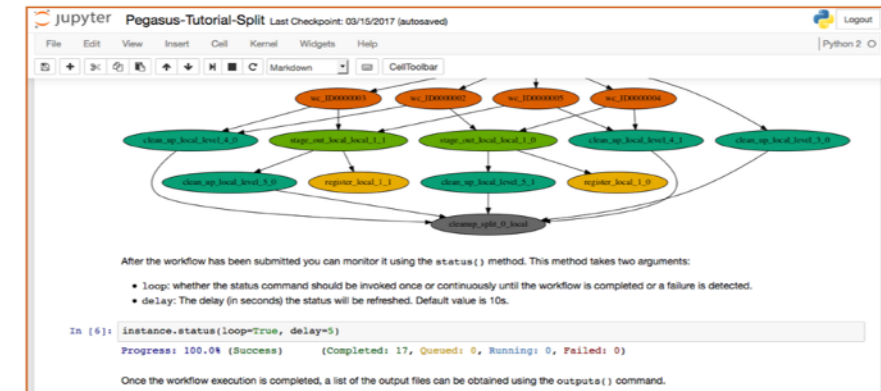 jupyter Pegasus-Tutorial-Split Last Checkpoint: 03/15/2017 (autosaved)
Logout
File Edit View Insert Cell Kernel Widgets Help
Python 2
Markdown CellToolbar
wc_ID0000003 wc_ID0000002 wc_ID0000005 wc_ID0000004
clean_up_local_level_4_0 stage_out_local_local_1_1 stage_out_local_local_1_0 clean_up_local_level_4_1 clean_up_local_level_3_0
clean_up_local_level_5_0 register_local_1_1 clean_up_local_level_5_1 register_local_1_0
cleanup_split_0_local
After the workflow has been submitted you can monitor it using the status() method. This method takes two arguments:
• loop: whether the status command should be invoked once or continuously until the workflow is completed or a failure is detected.
• delay: The delay (in seconds) the status will be refreshed. Default value is 10s.
In [6]: instance.status(loop=True, delay=5)
Progress: 100.0% (Success) (Completed: 17, Queued: 0, Running: 0, Failed: 0)
Once the workflow execution is completed, a list of the output files can be obtained using the outputs() command.